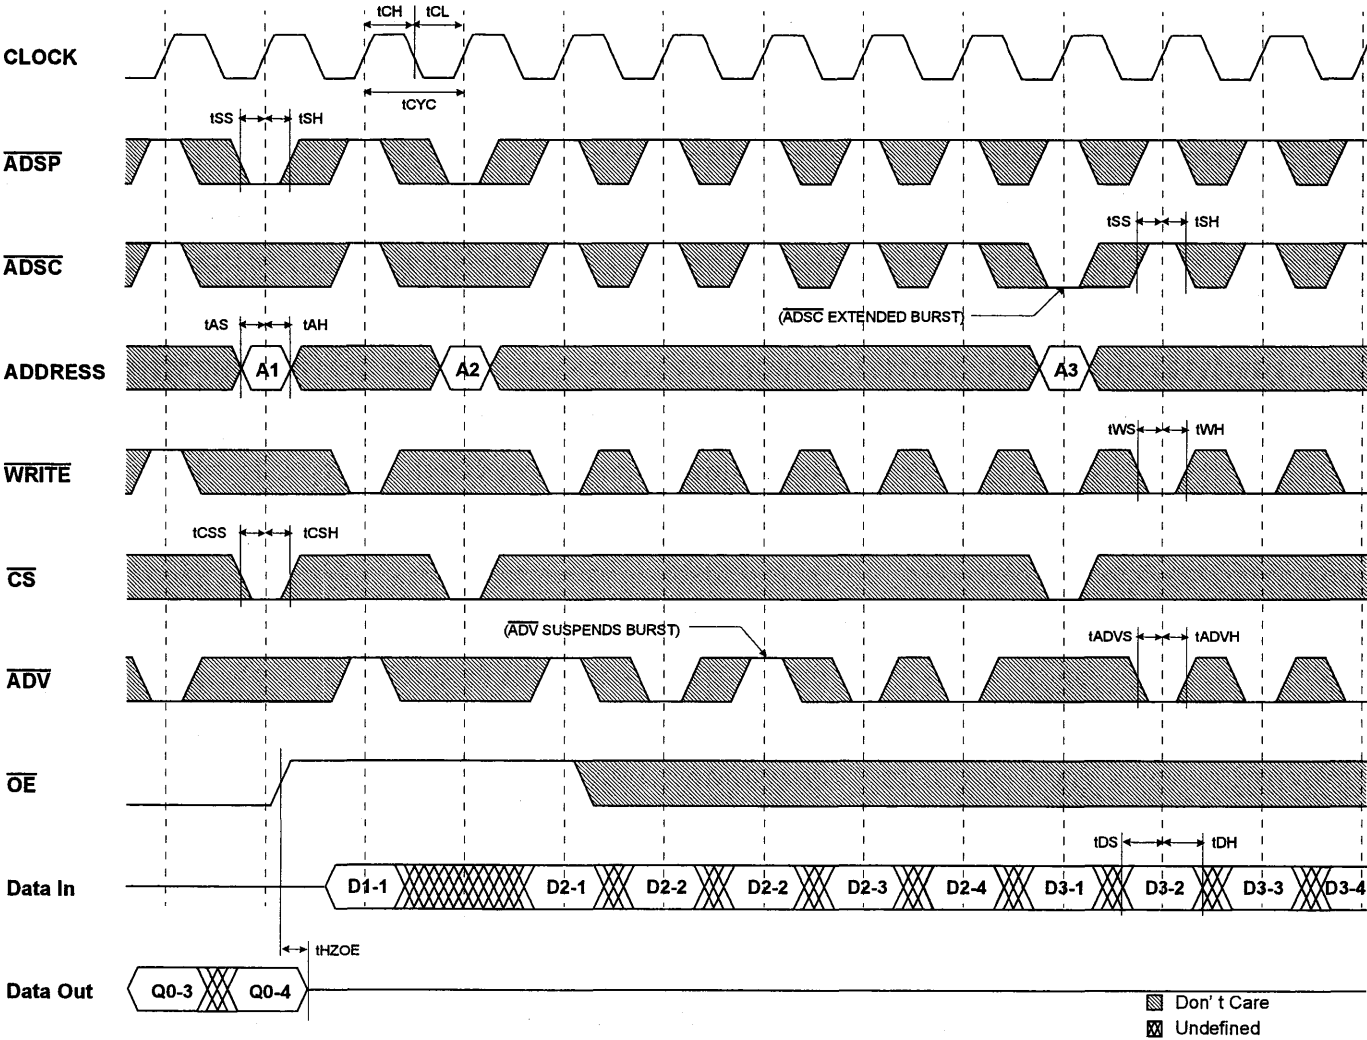 tCH tCL
CLOCK
tCYC
tSS tSH
ADSP
tSS tSH
ADSC
(ADSC EXTENDED BURST)
tAS tAH
ADDRESS A1 A2 A3
tWS tWH
WRITE
tCSS tCSH
CS
(ADV SUSPENDS BURST)
tADVS tADVH
ADV
OE
tDS tDH
Data In D1-1 D2-1 D2-2 D2-2 D2-3 D2-4 D3-1 D3-2 D3-3 D3-4
tHZOE
Data Out Q0-3 Q0-4
Don' t Care
Undefined